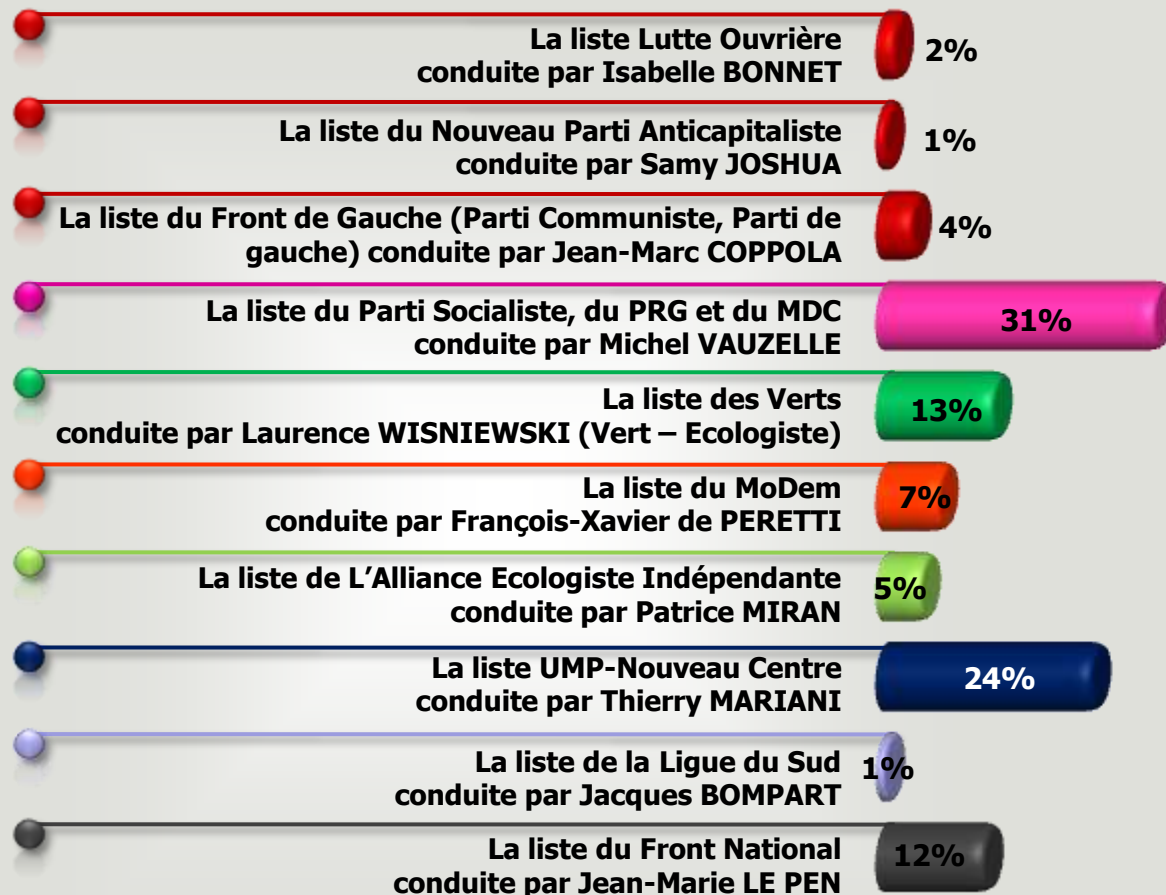 La liste Lutte Ouvrière
conduite par Isabelle BONNET
2%
La liste du Nouveau Parti Anticapitaliste
conduite par Samy JOSHUA
1%
La liste du Front de Gauche (Parti Communiste, Parti de
gauche) conduite par Jean-Marc COPPOLA
4%
La liste du Parti Socialiste, du PRG et du MDC
conduite par Michel VAUZELLE
31%
La liste des Verts
conduite par Laurence WISNIEWSKI (Vert – Ecologiste)
13%
La liste du MoDem
conduite par François-Xavier de PERETTI
7%
La liste de L’Alliance Ecologiste Indépendante
conduite par Patrice MIRAN
5%
La liste UMP-Nouveau Centre
conduite par Thierry MARIANI
24%
La liste de la Ligue du Sud
conduite par Jacques BOMPART
1%
La liste du Front National
conduite par Jean-Marie LE PEN
12%